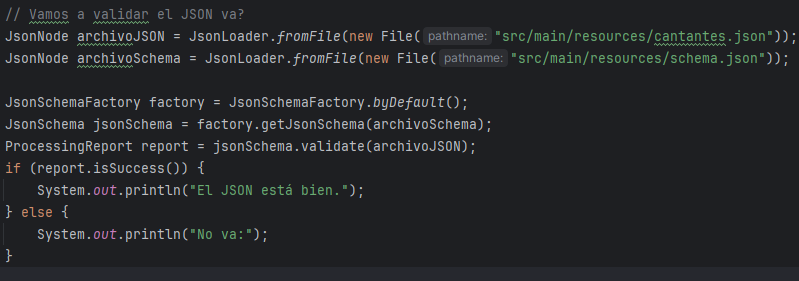 // Vamos a validar el JSON va?
JsonNode archivoJSON = JsonLoader.fromFile(new File( pathname: "src/main/resources/cantantes.json"));
JsonNode archivoSchema = JsonLoader.fromFile(new File( pathname: "src/main/resources/schema.json"));
JsonSchemaFactory factory = JsonSchemaFactory.byDefault();
JsonSchema jsonSchema = factory.getJsonSchema(archivoSchema);
ProcessingReport report = jsonSchema.validate(archivoJSON);
if (report.isSuccess()) {
    System.out.println("El JSON está bien.");
} else {
    System.out.println("No va:");
}